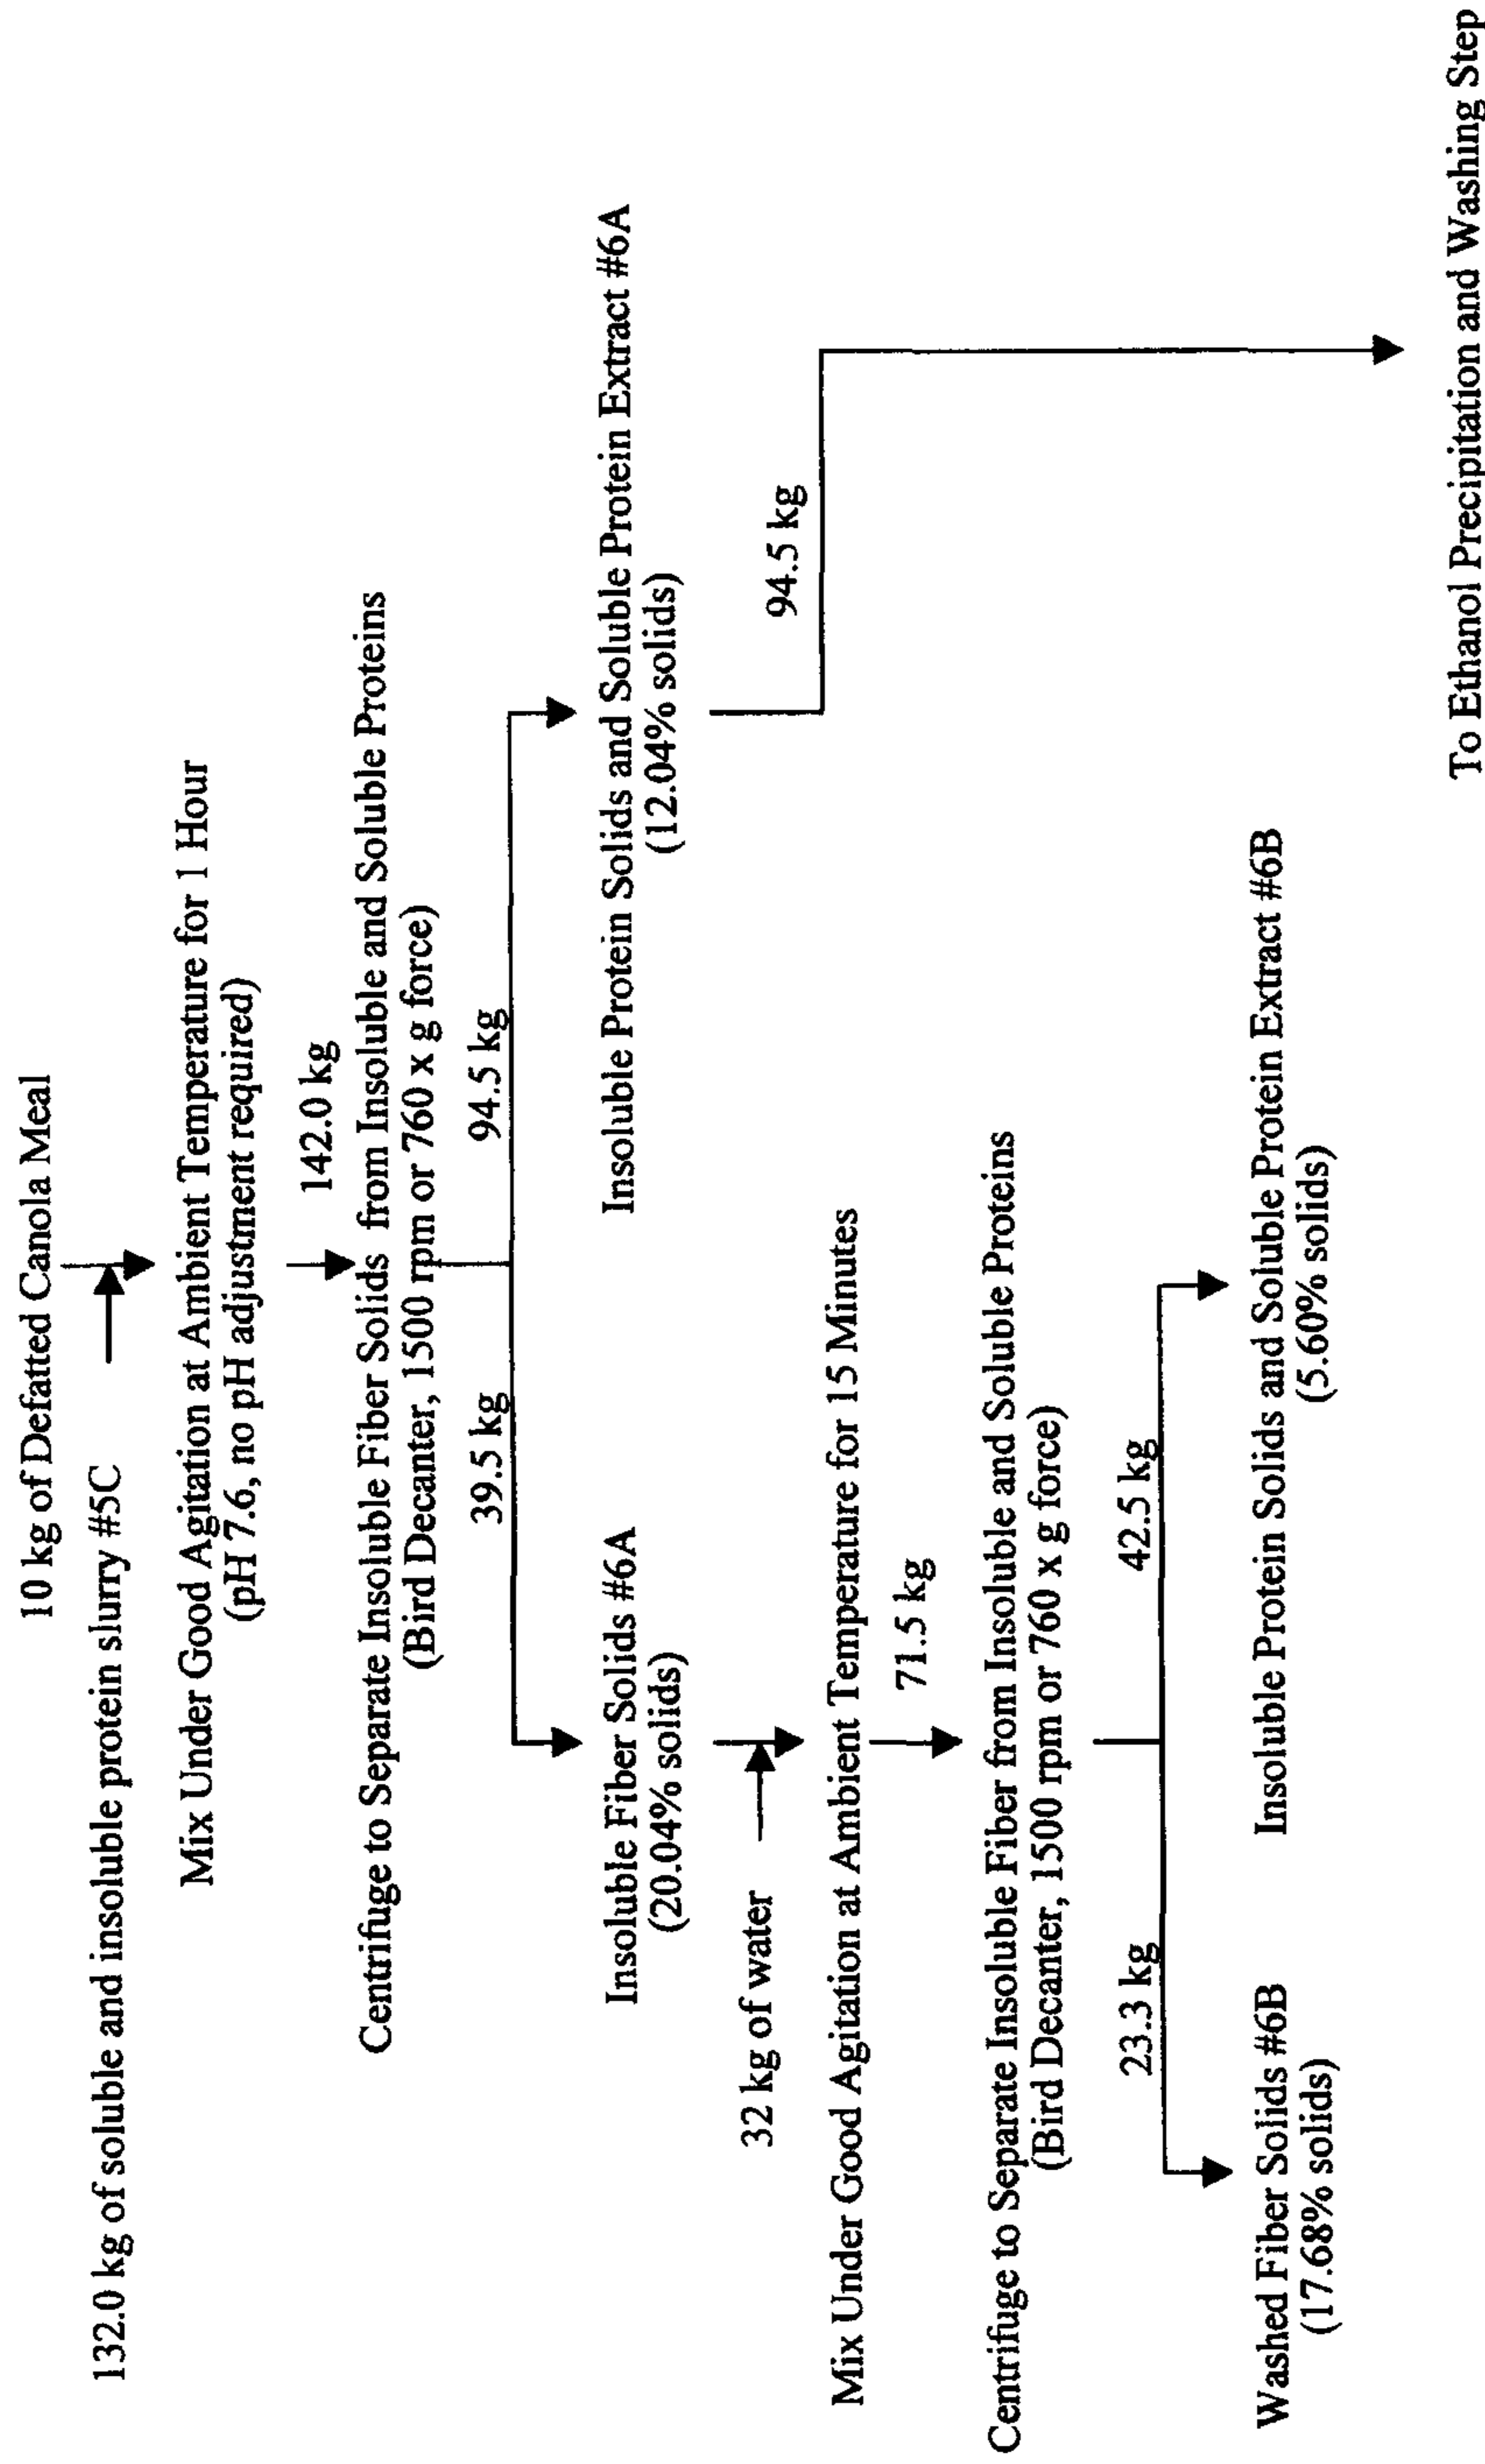 10 kg of Defatted Canola Meal
132.0 kg of soluble and insoluble protein slurry #5C
Mix Under Good Agitation at Ambient Temperature for 1 Hour
(pH 7.6, no pH adjustment required)
142.0 kg
Centrifuge to Separate Insoluble Fiber Solids from Insoluble and Soluble Proteins
(Bird Decanter, 1500 rpm or 760 x g force)
39.5 kg
94.5 kg
Insoluble Fiber Solids #6A
(20.04% solids)
Insoluble Protein Solids and Soluble Protein Extract #6A
(12.04% solids)
32 kg of water
94.5 kg
Mix Under Good Agitation at Ambient Temperature for 15 Minutes
71.5 kg
Centrifuge to Separate Insoluble Fiber from Insoluble and Soluble Proteins
(Bird Decanter, 1500 rpm or 760 x g force)
23.3 kg
42.5 kg
Washed Fiber Solids #6B
(17.68% solids)
Insoluble Protein Solids and Soluble Protein Extract #6B
(5.60% solids)
To Ethanol Precipitation and Washing Step